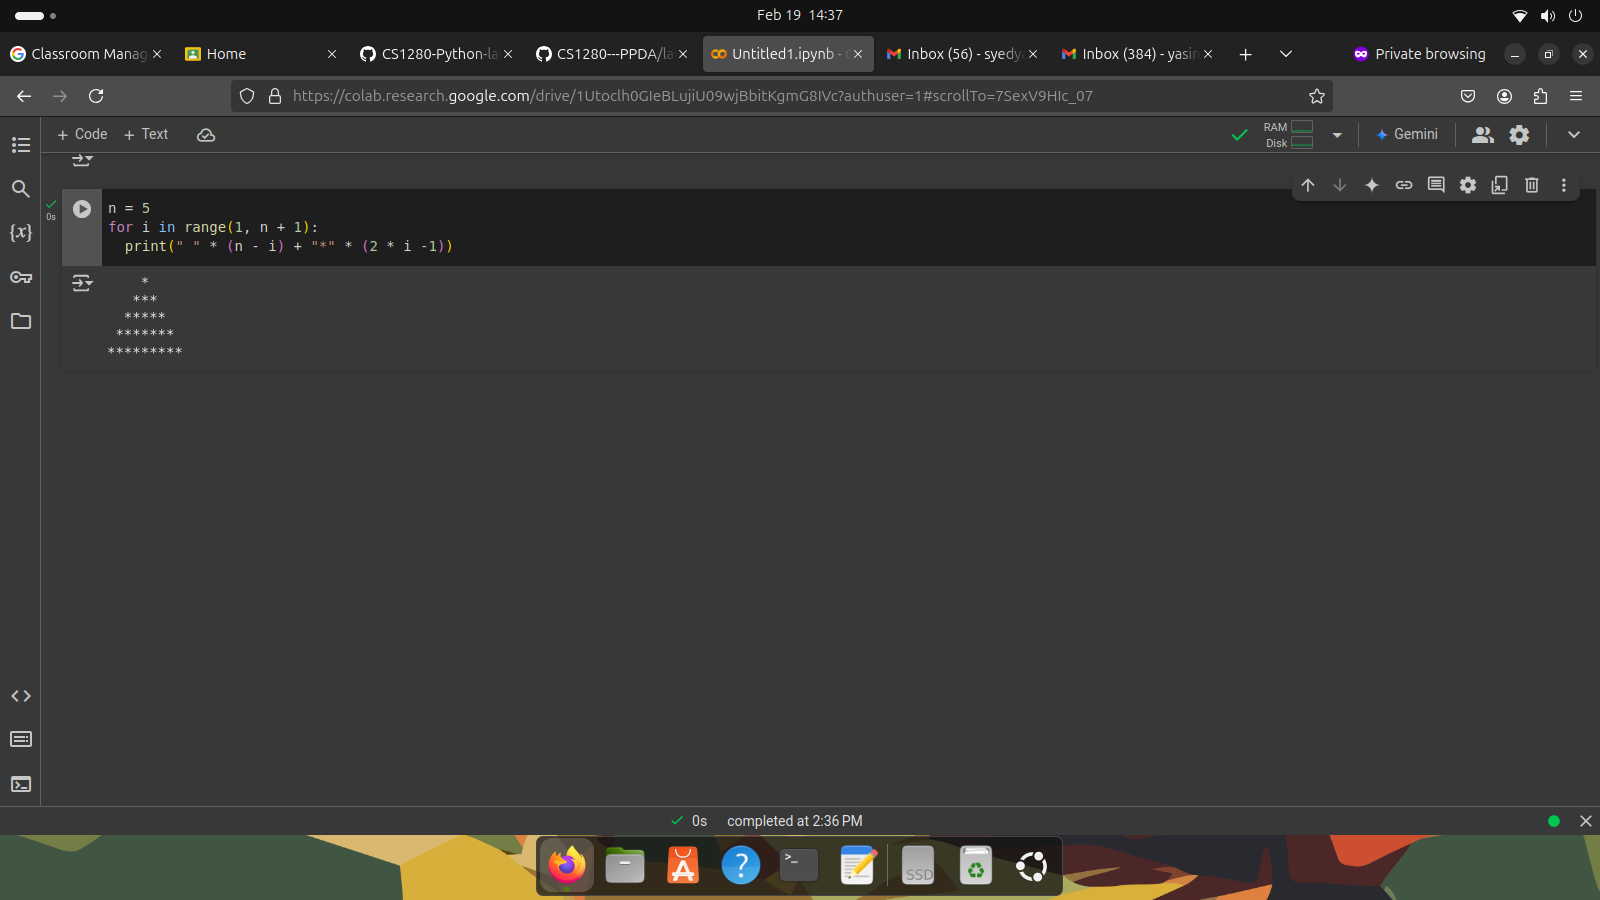 Feb 19 14:37
Classroom Manag
Home
CS1280-Python-la
CS1280---PPDA/la
Untitled1.ipynb - C
Inbox (56) - syedya
Inbox (384) - yasir
Private browsing
https://colab.research.google.com/drive/1Utoclh0GIeBLujiU09wjBbitKgmG8IVc?authuser=1#scrollTo=7SexV9HIc_07
+ Code + Text
RAM
Disk
Gemini
0s
n = 5
for i in range(1, n + 1):
  print(" " * (n - i) + "*" * (2 * i -1))
    *
   ***
  *****
 *******
*********
0s completed at 2:36 PM
SSD